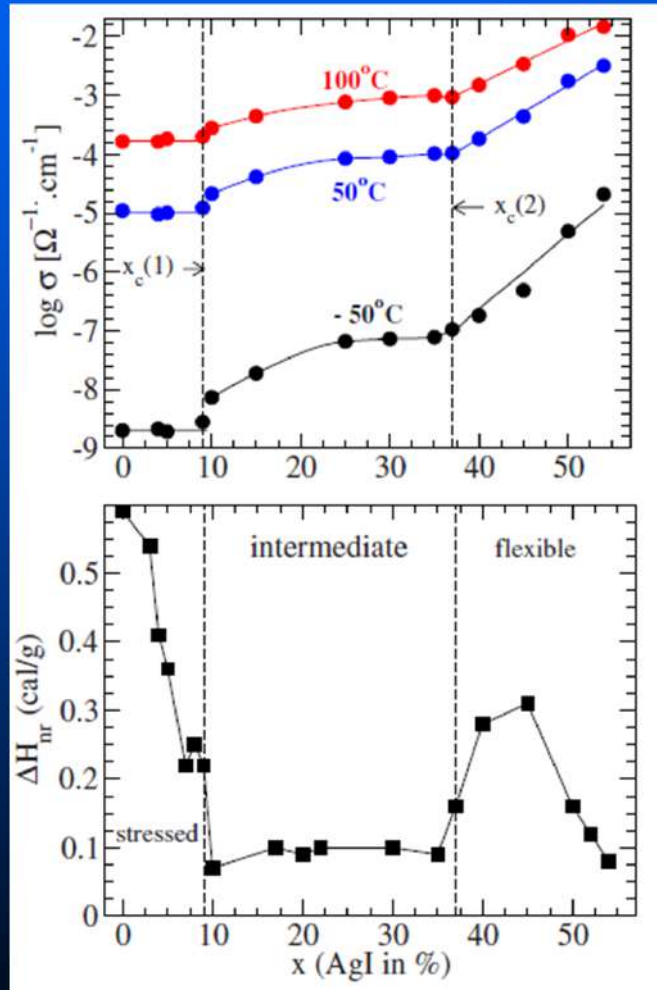 -2
-3
-4
-5
-6
-7
-8
-9
log σ [Ω⁻¹·.cm⁻¹]
100°C
50°C
x_c(1) →
← x_c(2)
- 50°C
0 10 20 30 40 50
0.5
0.4
0.3
0.2
0.1
0
ΔH_nr (cal/g)
intermediate
flexible
stressed
0 10 20 30 40 50
x (AgI in %)